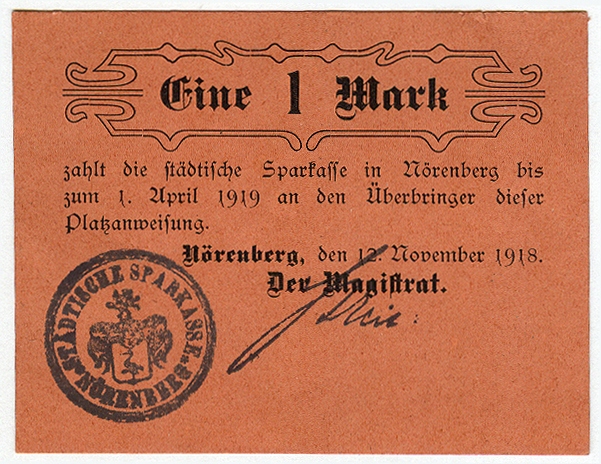 Eine 1 Mark
zahlt die städtische Sparkasse in Nörenberg bis
zum 1. April 1919 an den Überbringer dieser
Platzanweisung.
Nörenberg, den 12. November 1918.
Der Magistrat.
STÄDTISCHE SPARKASSE
NÖRENBERG